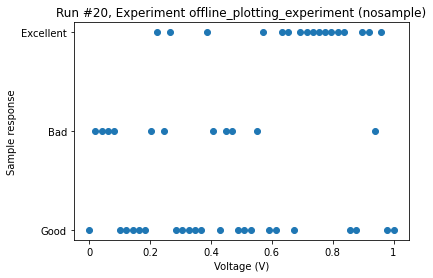 Run #20, Experiment offline_plotting_experiment (nosample)
Excellent
Bad
Good
Sample response
0 0.2 0.4 0.6 0.8 1
Voltage (V)